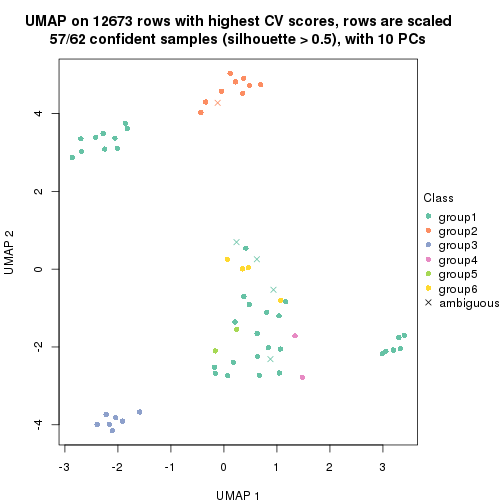 UMAP on 12673 rows with highest CV scores, rows are scaled
57/62 confident samples (silhouette > 0.5), with 10 PCs
4
2
0
-2
-4
UMAP 2
-3
-2
-1
0
1
2
3
UMAP 1
Class
group1
group2
group3
group4
group5
group6
ambiguous